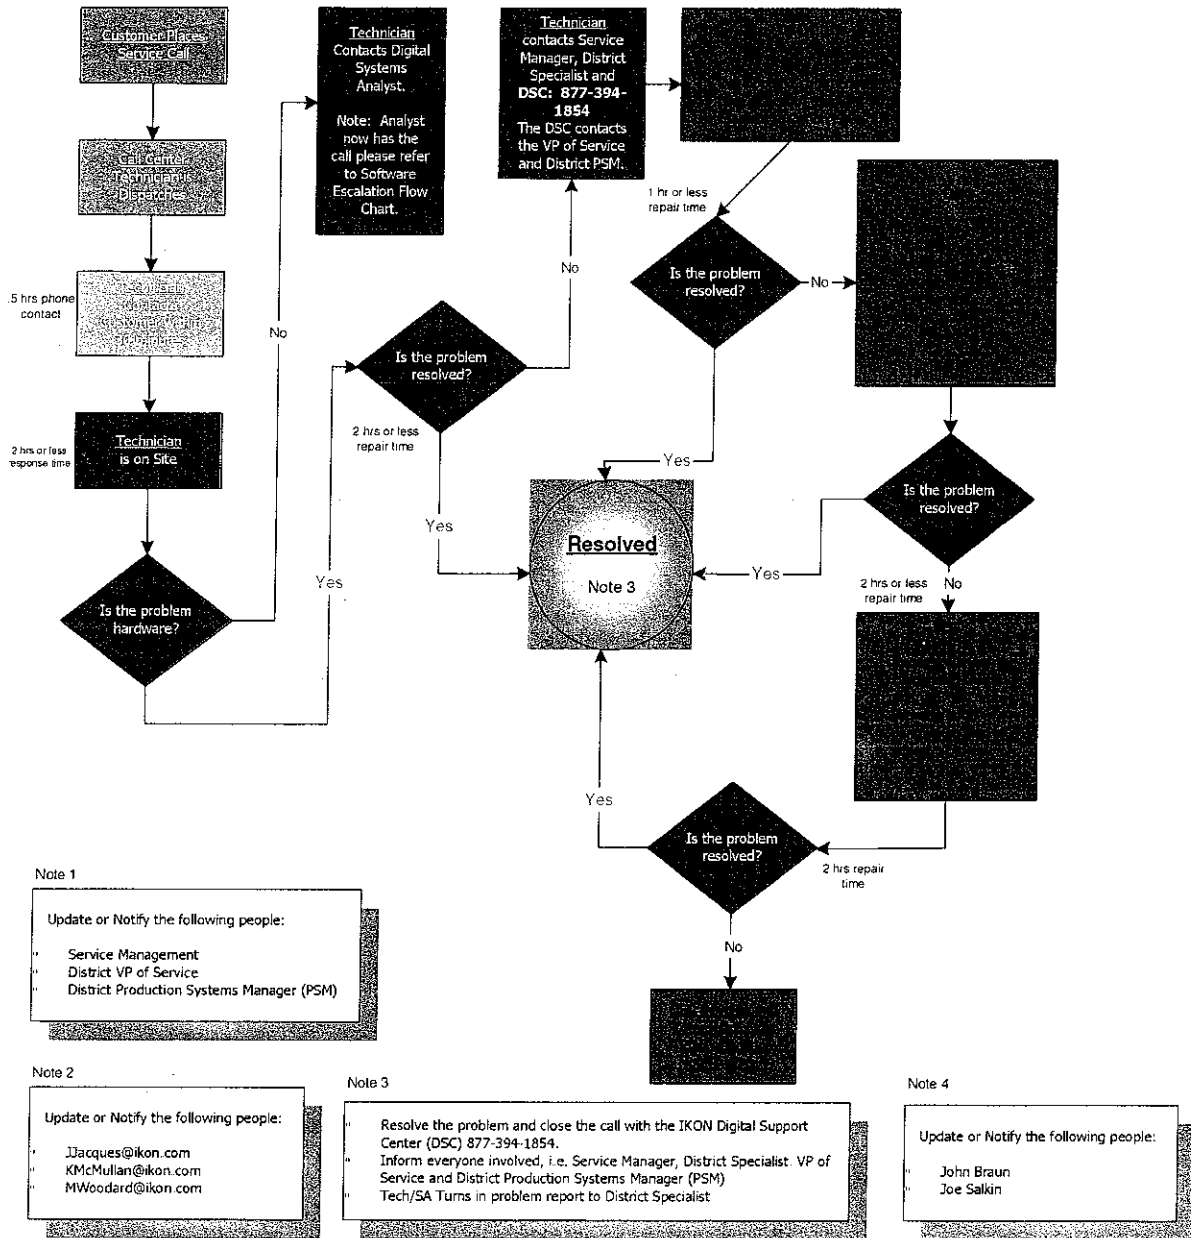 Customer Places
Service Call
Call Center
Technician is
Dispatches
.5 hrs phone
contact
Customer Within
2 hrs or less
response time
Technician
is on Site
Is the problem
hardware?
No
Yes
Technician
Contacts Digital
Systems
Analyst.
Note: Analyst
now has the
call please refer
to Software
Escalation Flow
Chart.
Is the problem
resolved?
2 hrs or less
repair time
No
Yes
Technician
contacts Service
Manager, District
Specialist and
DSC: 877-394-
1854
The DSC contacts
the VP of Service
and District PSM.
1 hr or less
repair time
Is the problem
resolved?
No
Yes
Is the problem
resolved?
Yes
2 hrs or less
repair time
No
Resolved
Note 3
Is the problem
resolved?
2 hrs repair
time
Yes
No
Note 1
Update or Notify the following people:
Service Management
District VP of Service
District Production Systems Manager (PSM)
Note 2
Update or Notify the following people:
JJacques@ikon.com
KMcMullan@ikon.com
MWoodard@ikon.com
Note 3
Resolve the problem and close the call with the IKON Digital Support
Center (DSC) 877-394-1854.
Inform everyone involved, i.e. Service Manager, District Specialist VP of
Service and District Production Systems Manager (PSM)
Tech/SA Turns in problem report to District Specialist
Note 4
Update or Notify the following people:
John Braun
Joe Salkin